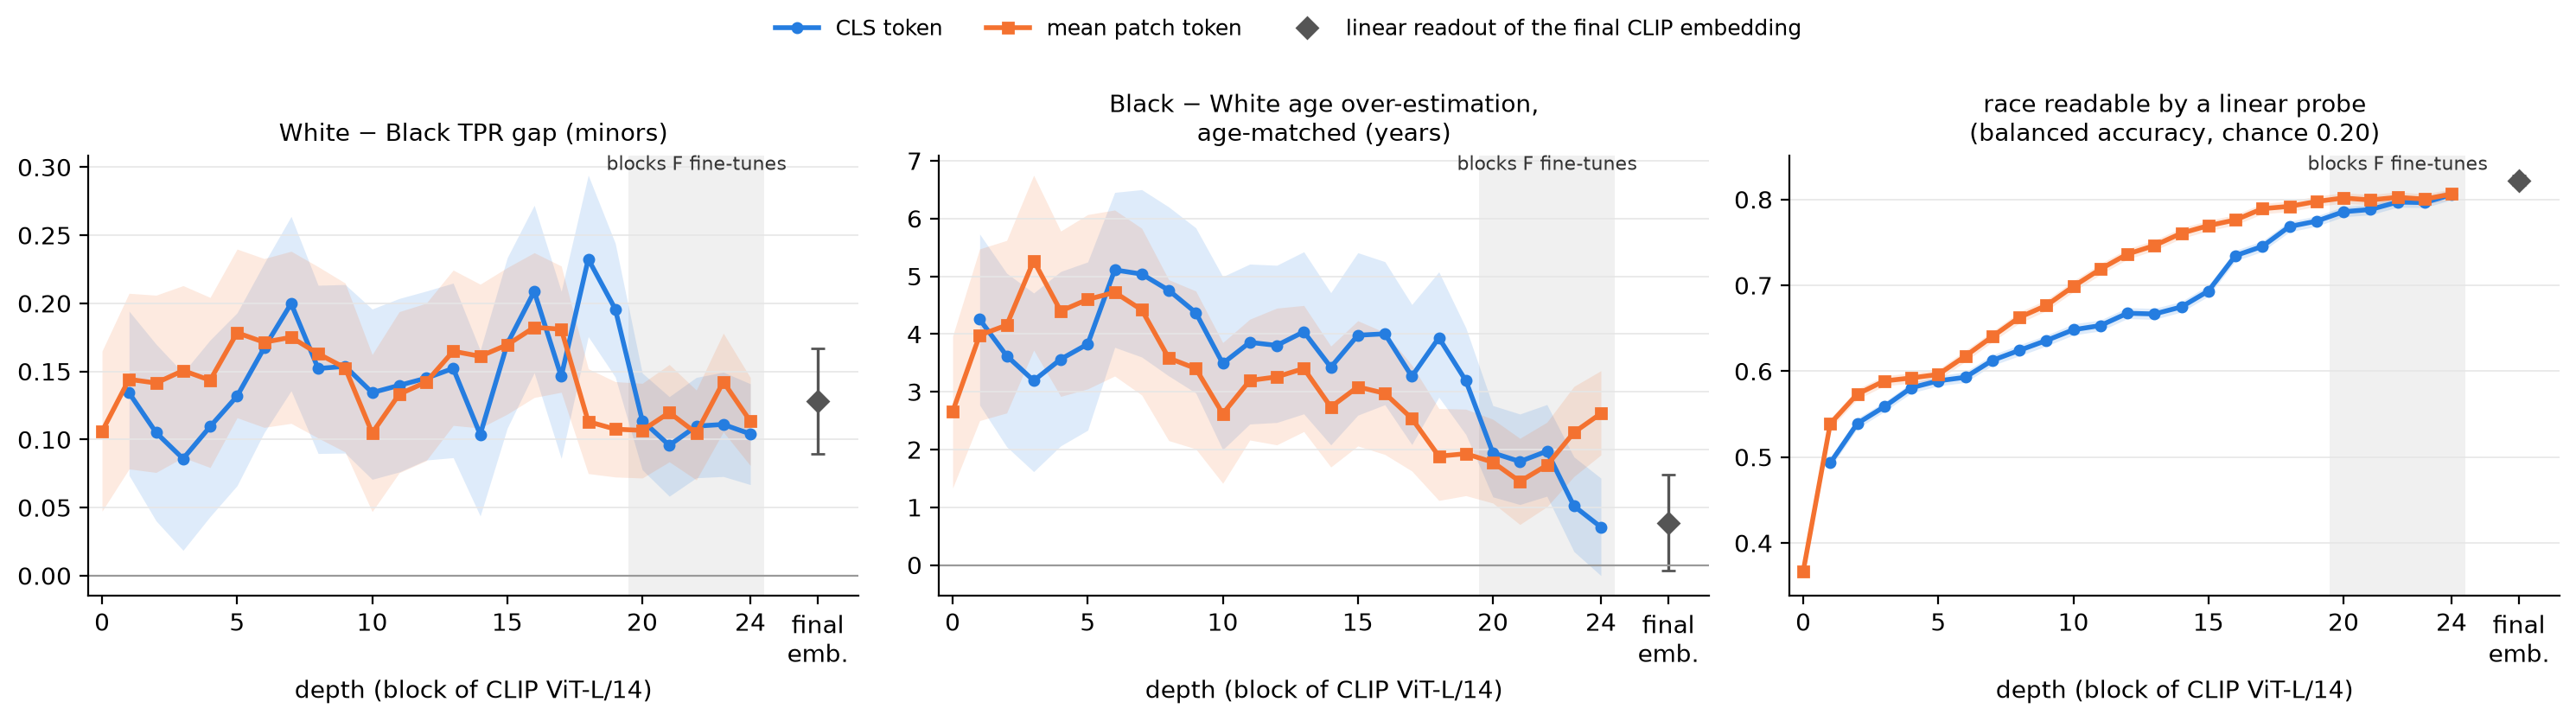 CLS token
mean patch token
linear readout of the final CLIP embedding
White − Black TPR gap (minors)
blocks F fine-tunes
0.30
0.25
0.20
0.15
0.10
0.05
0.00
0 5 10 15 20 24 final
emb.
depth (block of CLIP ViT-L/14)
Black − White age over-estimation,
age-matched (years)
blocks F fine-tunes
7
6
5
4
3
2
1
0
0 5 10 15 20 24 final
emb.
depth (block of CLIP ViT-L/14)
race readable by a linear probe
(balanced accuracy, chance 0.20)
blocks F fine-tunes
0.8
0.7
0.6
0.5
0.4
0 5 10 15 20 24 final
emb.
depth (block of CLIP ViT-L/14)